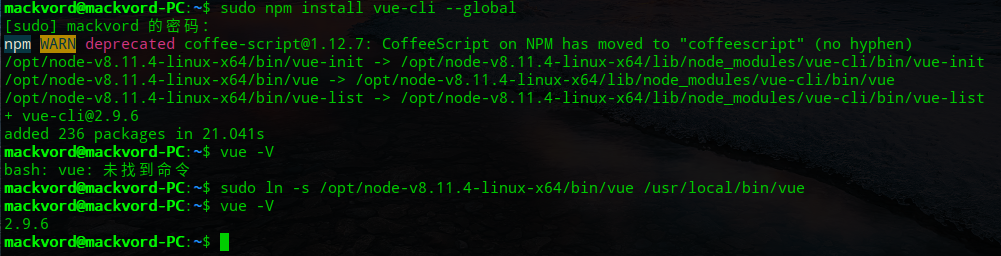 mackvord@mackvord-PC:~$ sudo npm install vue-cli --global
[sudo] mackvord 的密码：
npm WARN deprecated coffee-script@1.12.7: CoffeeScript on NPM has moved to "coffeescript" (no hyphen)
/opt/node-v8.11.4-linux-x64/bin/vue-init -> /opt/node-v8.11.4-linux-x64/lib/node_modules/vue-cli/bin/vue-init
/opt/node-v8.11.4-linux-x64/bin/vue -> /opt/node-v8.11.4-linux-x64/lib/node_modules/vue-cli/bin/vue
/opt/node-v8.11.4-linux-x64/bin/vue-list -> /opt/node-v8.11.4-linux-x64/lib/node_modules/vue-cli/bin/vue-list
+ vue-cli@2.9.6
added 236 packages in 21.041s
mackvord@mackvord-PC:~$ vue -V
bash: vue: 未找到命令
mackvord@mackvord-PC:~$ sudo ln -s /opt/node-v8.11.4-linux-x64/bin/vue /usr/local/bin/vue
mackvord@mackvord-PC:~$ vue -V
2.9.6
mackvord@mackvord-PC:~$